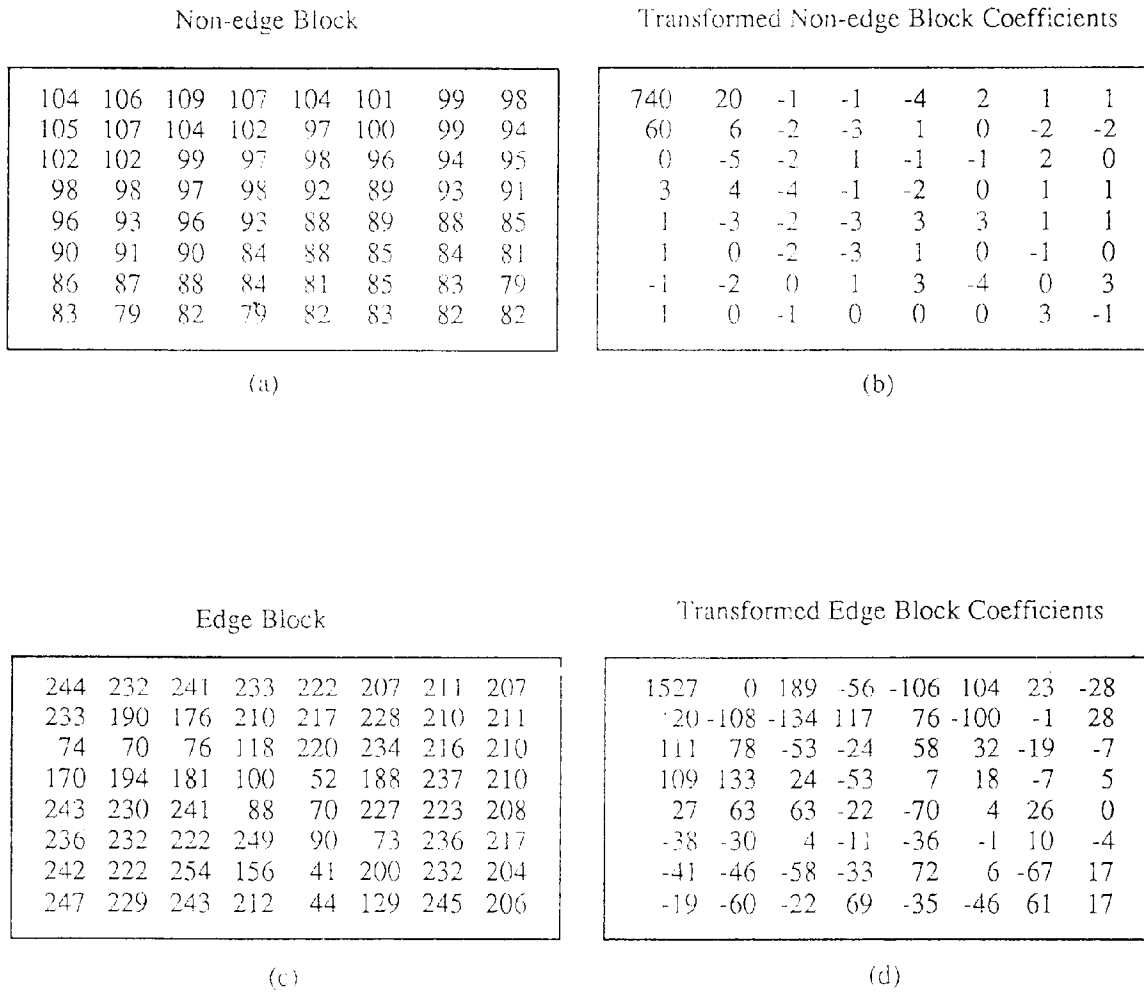 Non-edge Block
104 106 109 107 104 101 99 98
105 107 104 102 97 100 99 94
102 102 99 97 98 96 94 95
98 98 97 98 92 89 93 91
96 93 96 93 88 89 88 85
90 91 90 84 88 85 84 81
86 87 88 84 81 85 83 79
83 79 82 79 82 83 82 82
(a)
Transformed Non-edge Block Coefficients
740 20 -1 -1 -4 2 1 1
60 6 -2 -3 1 0 -2 -2
0 -5 -2 1 -1 -1 2 0
3 4 -4 -1 -2 0 1 1
1 -3 -2 -3 3 3 1 1
1 0 -2 -3 1 0 -1 0
-1 -2 0 1 3 -4 0 3
1 0 -1 0 0 0 3 -1
(b)
Edge Block
244 232 241 233 222 207 211 207
233 190 176 210 217 228 210 211
74 70 76 118 220 234 216 210
170 194 181 100 52 188 237 210
243 230 241 88 70 227 223 208
236 232 222 249 90 73 236 217
242 222 254 156 41 200 232 204
247 229 243 212 44 129 245 206
(c)
Transformed Edge Block Coefficients
1527 0 189 -56 -106 104 23 -28
-108 -134 117 76 -100 -1 28
111 78 -53 -24 58 32 -19 -7
109 133 24 -53 7 18 -7 5
27 63 63 -22 -70 4 26 0
-38 -30 4 -11 -36 -1 10 -4
-41 -46 -58 -33 72 6 -67 17
-19 -60 -22 69 -35 -46 61 17
(d)